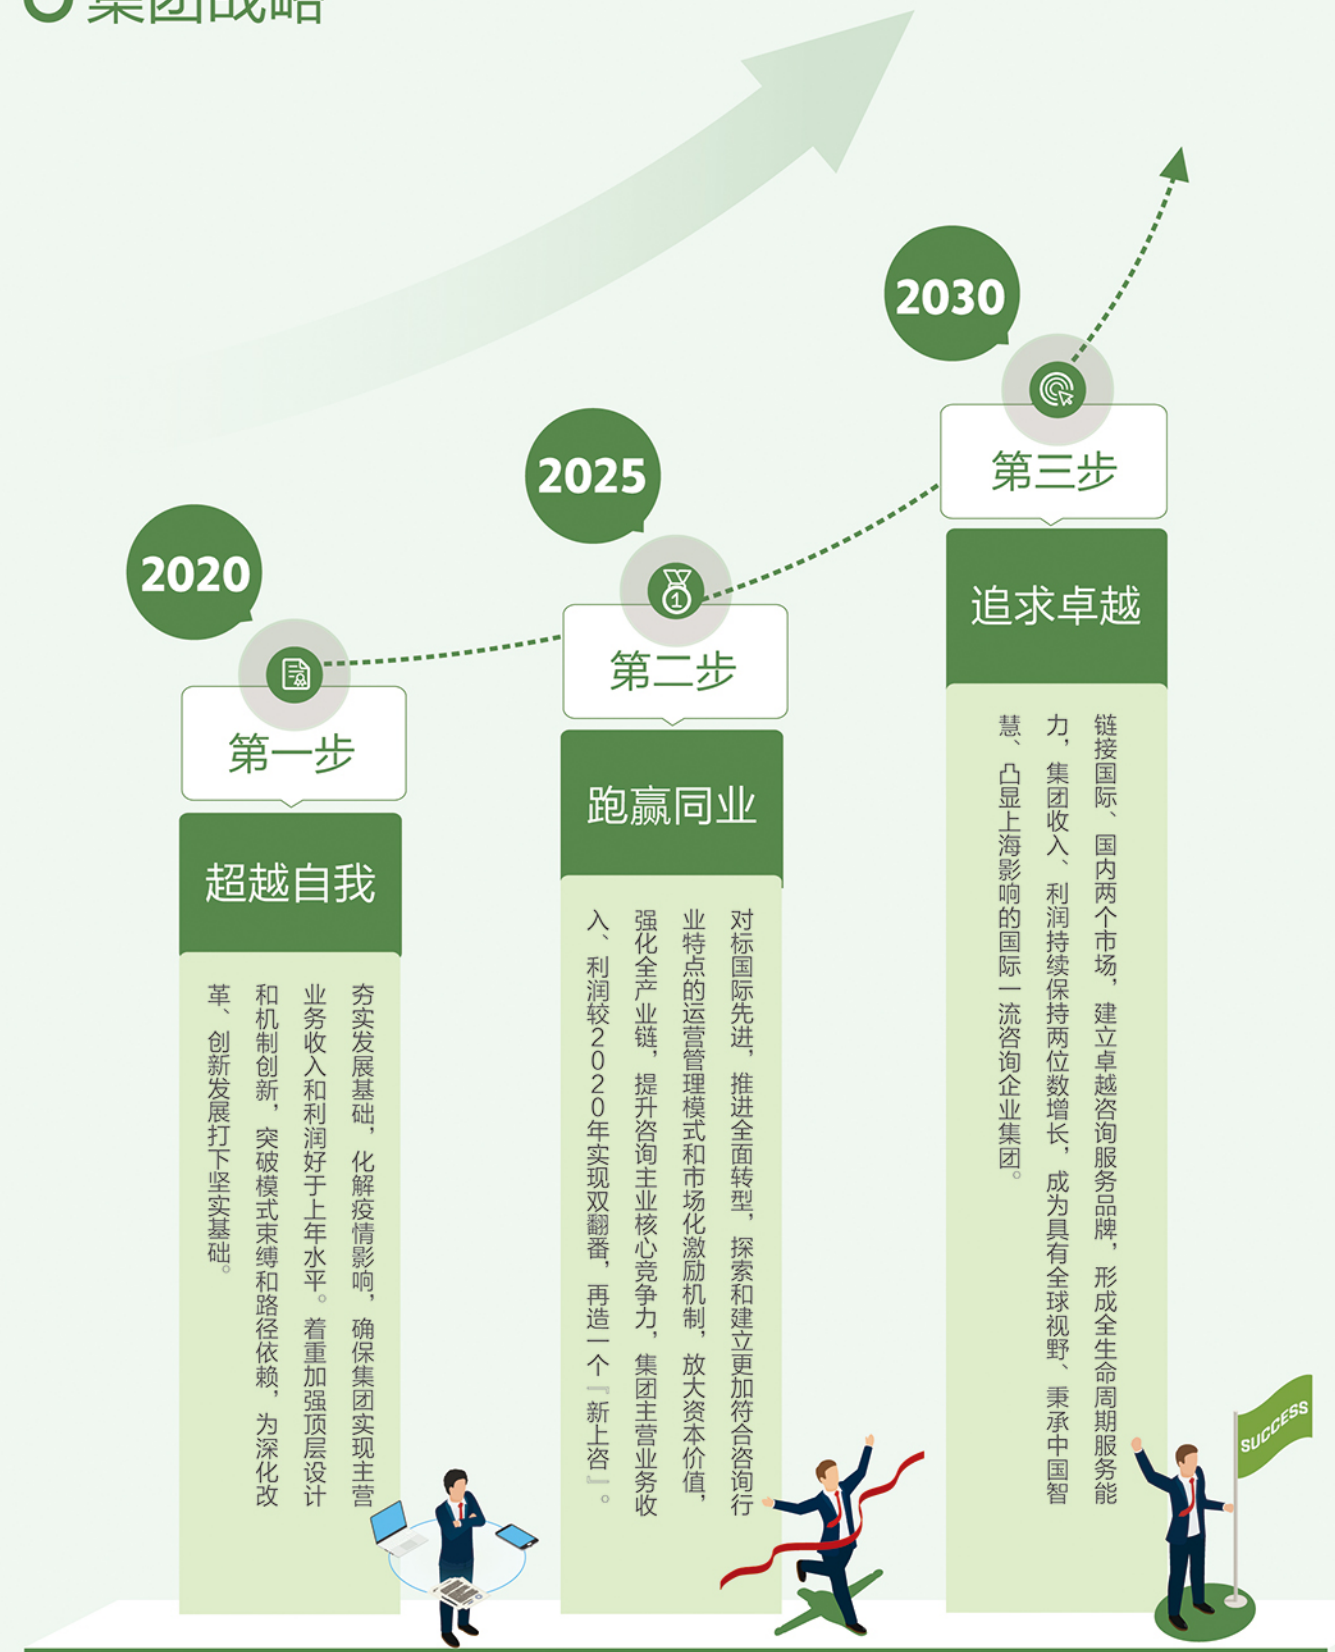 集团战略
2020
第一步
超越自我
夯实发展基础，化解疫情影响，确保集团实现主营
业务收入和利润好于上年水平。着重加强顶层设计
和机制创新，突破模式束缚和路径依赖，为深化改
革、创新发展打下坚实基础。
2025
1
第二步
跑赢同业
对标国际先进，推进全面转型，探索和建立更加符合咨询行
业特点的运营管理模式和市场化激励机制，放大资本价值，
强化全产业链，提升咨询主业核心竞争力，集团主营业务收
入、利润较2020年实现双翻番，再造一个『新上咨』。
2030
第三步
追求卓越
链接国际、国内两个市场，建立卓越咨询服务品牌，形成全生命周期服务能
力，集团收入、利润持续保持两位数增长，成为具有全球视野、秉承中国智
慧、凸显上海影响的国际一流咨询企业集团。
SUCCESS